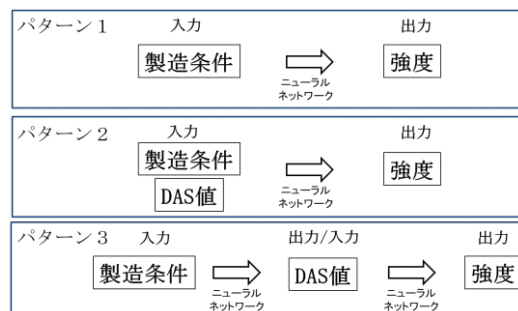 パターン１ 入力 出力
製造条件 強度
ニューラル
ネットワーク
パターン２ 入力 出力
製造条件
DAS値 強度
ニューラル
ネットワーク
パターン３ 入力 出力/入力 出力
製造条件 DAS値 強度
ニューラル ニューラル
ネットワーク ネットワーク